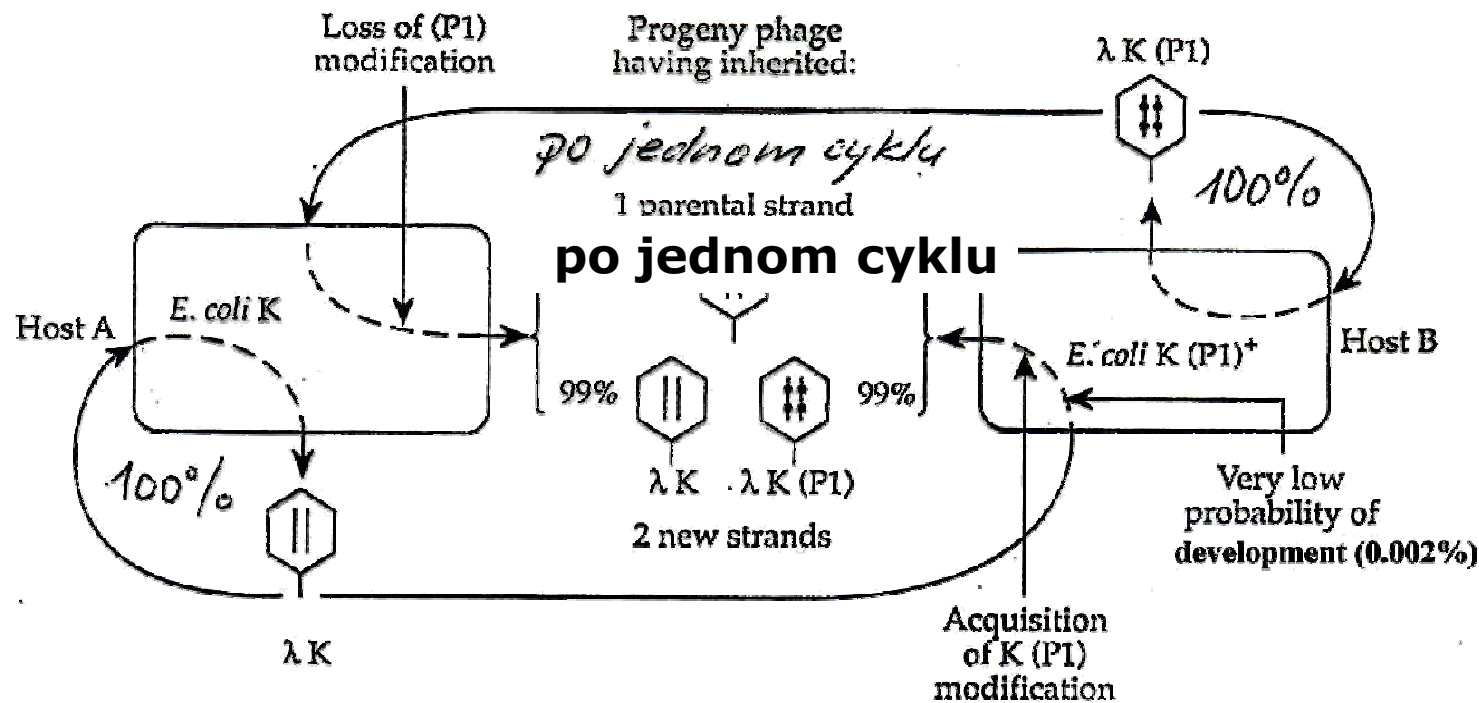 Loss of (P1)
modification
Progeny phage
having inherited:
λ K (P1)
po jednom cyklu
100%
1 parental strand
po jednom cyklu
Host A
E. coli K
E. coli K (P1)⁺
Host B
99%
99%
λ K
λ K (P1)
2 new strands
100%
λ K
Very low
probability of
development (0.002%)
Acquisition
of K (P1)
modification